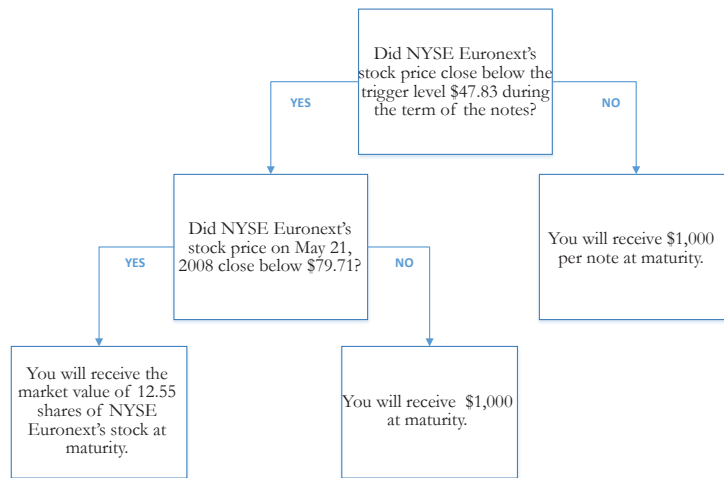 Did NYSE Euronext's
stock price close below the
trigger level $47.83 during
the term of the notes?
YES
NO
Did NYSE Euronext's
stock price on May 21,
2008 close below $79.71?
You will receive $1,000
per note at maturity.
YES
NO
You will receive the
market value of 12.55
shares of NYSE
Euronext's stock at
maturity.
You will receive $1,000
at maturity.